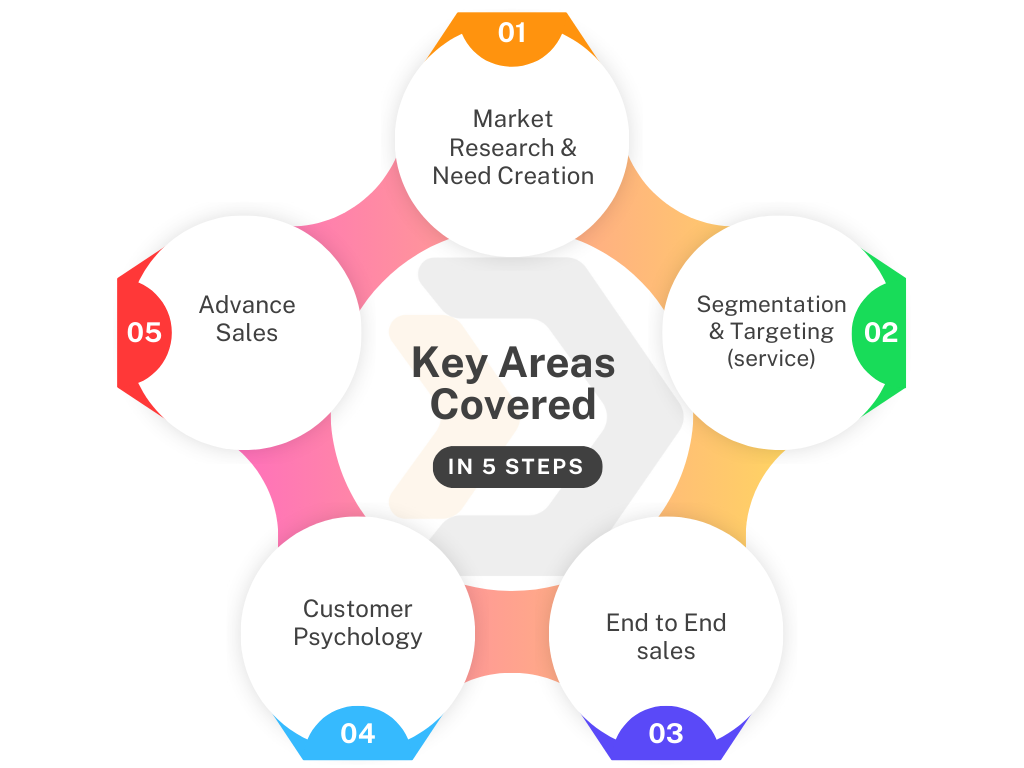 01
Market
Research &
Need Creation
Segmentation
& Targeting
(service)
02
End to End
sales
03
Customer
Psychology
04
Advance
Sales
05
Key Areas
Covered
IN 5 STEPS